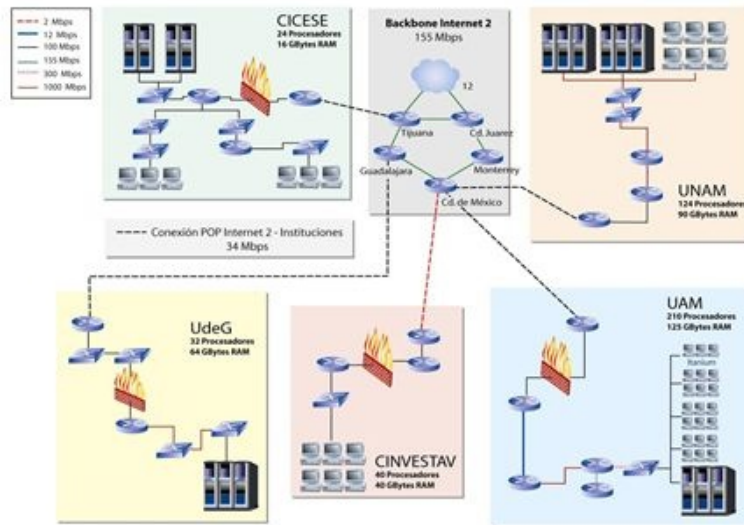 2 Mbps
12 Mbps
100 Mbps
155 Mbps
300 Mbps
1000 Mbps
CICESE
24 Procesadores
16 GBytes RAM
Backbone Internet 2
155 Mbps
12
Tijuana
Cd. Juarez
Guadalajara
Monterrey
Cd. de México
UNAM
124 Procesadores
90 GBytes RAM
Conexión POP Internet 2 - Instituciones
34 Mbps
UdeG
32 Procesadores
64 GBytes RAM
CINVESTAV
40 Procesadores
40 GBytes RAM
UAM
210 Procesadores
125 GBytes RAM
Itanium